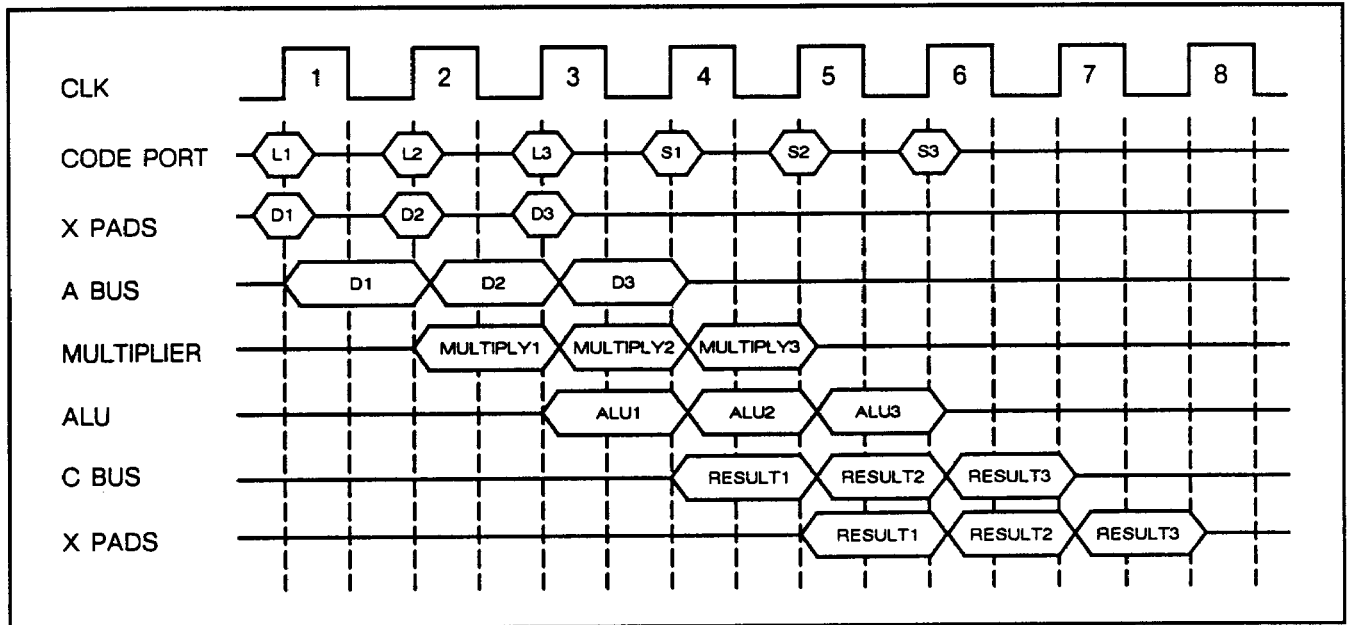 CLK 1 2 3 4 5 6 7 8
CODE PORT L1 L2 L3 S1 S2 S3
X PADS D1 D2 D3
A BUS D1 D2 D3
MULTIPLIER MULTIPLY1 MULTIPLY2 MULTIPLY3
ALU ALU1 ALU2 ALU3
C BUS RESULT1 RESULT2 RESULT3
X PADS RESULT1 RESULT2 RESULT3